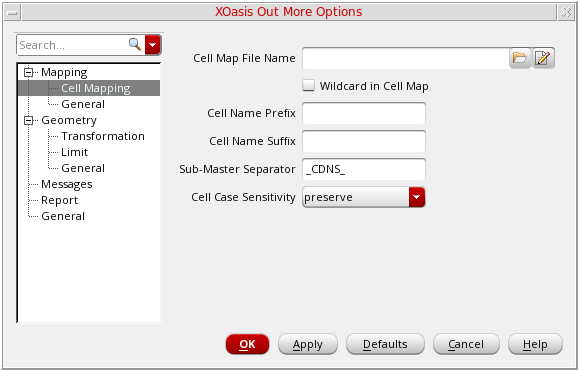 XOasis Out More Options
Search...
Mapping
Cell Mapping
General
Geometry
Transformation
Limit
General
Messages
Report
General
Cell Map File Name
Wildcard in Cell Map
Cell Name Prefix
Cell Name Suffix
Sub-Master Separator _CDNS_
Cell Case Sensitivity preserve
OK Apply Defaults Cancel Help